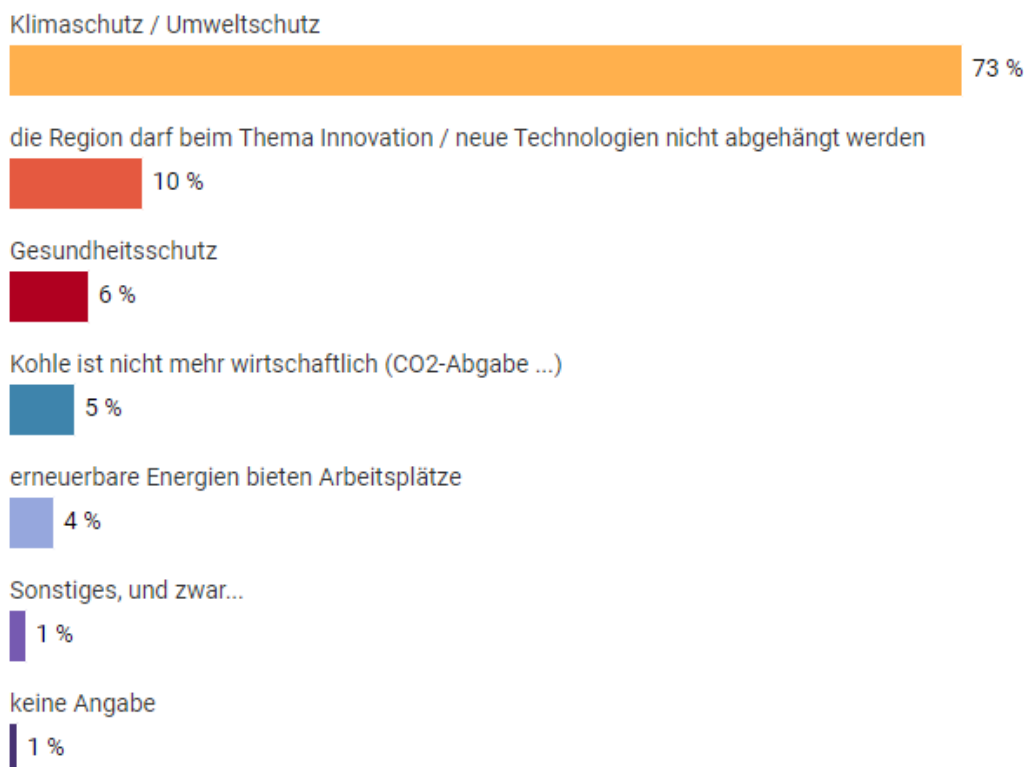 Klimaschutz / Umweltschutz
73 %
die Region darf beim Thema Innovation / neue Technologien nicht abgehängt werden
10 %
Gesundheitsschutz
6 %
Kohle ist nicht mehr wirtschaftlich (CO2-Abgabe ...)
5 %
erneuerbare Energien bieten Arbeitsplätze
4 %
Sonstiges, und zwar...
1 %
keine Angabe
1 %